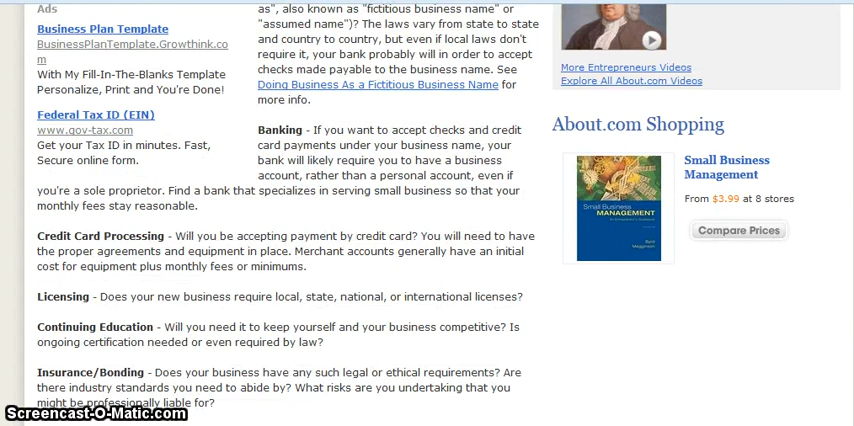 Ads
Business Plan Template
BusinessPlanTemplate.Growthink.co
m
With My Fill-In-The-Blanks Template
Personalize, Print and You're Done!
Federal Tax ID (EIN)
www.gov-tax.com
Get your Tax ID in minutes. Fast,
Secure online form.
as", also known as "fictitious business name" or
"assumed name")? The laws vary from state to state
and country to country, but even if local laws don't
require it, your bank probably will in order to accept
checks made payable to the business name. See
Doing Business As a Fictitious Business Name for
more info.
Banking - If you want to accept checks and credit
card payments under your business name, your
bank will likely require you to have a business
account, rather than a personal account, even if
you're a sole proprietor. Find a bank that specializes in serving small business so that your
monthly fees stay reasonable.
Credit Card Processing - Will you be accepting payment by credit card? You will need to have
the proper agreements and equipment in place. Merchant accounts generally have an initial
cost for equipment plus monthly fees or minimums.
Licensing - Does your new business require local, state, national, or international licenses?
Continuing Education - Will you need it to keep yourself and your business competitive? Is
ongoing certification needed or even required by law?
Insurance/Bonding - Does your business have any such legal or ethical requirements? Are
there industry standards you need to abide by? What risks are you undertaking that you
might be professionally liable for?
More Entrepreneurs Videos
Explore All About.com Videos
About.com Shopping
Small Business
MANAGEMENT
Small Business
Management
From $3.99 at 8 stores
Compare Prices
Screencast-O-Matic.com